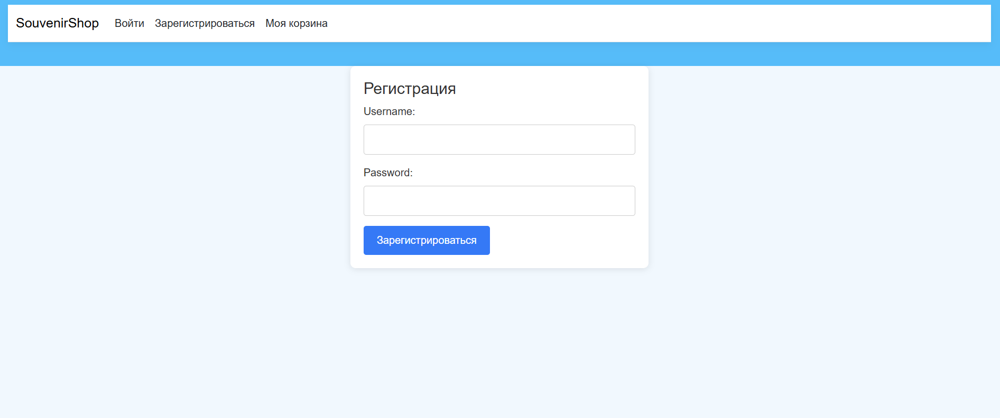 SouvenirShop Войти Зарегистрироваться Моя корзина
Регистрация
Username:
Password:
Зарегистрироваться